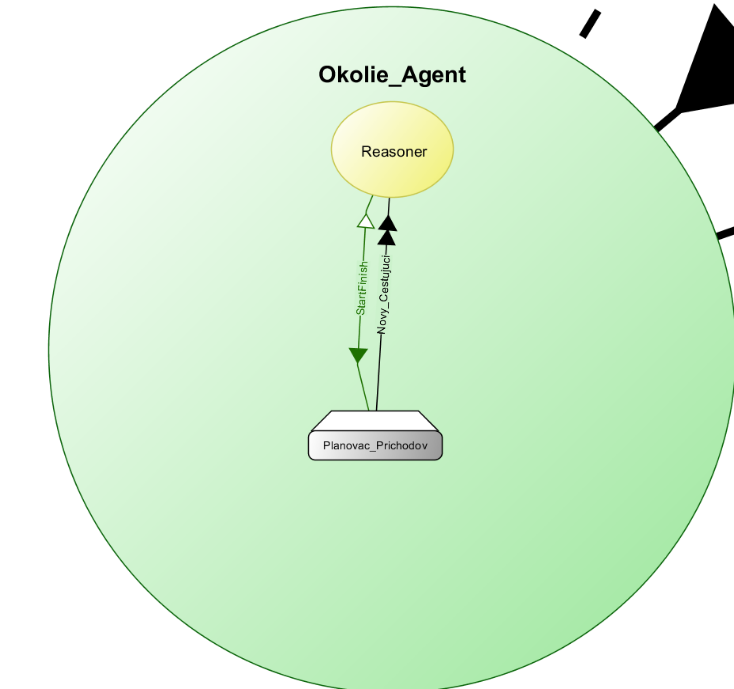 Okolie_Agent
Reasoner
StartFinish
Novy_Cestujuci
Planovac_Prichodov